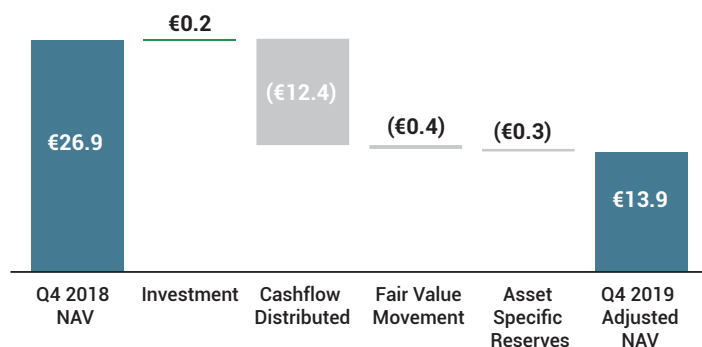 €0.2
(€12.4)
€26.9
(€0.4)
(€0.3)
€13.9
Q4 2018
NAV
Investment
Cashflow
Distributed
Fair Value
Movement
Asset
Specific
Reserves
Q4 2019
Adjusted
NAV